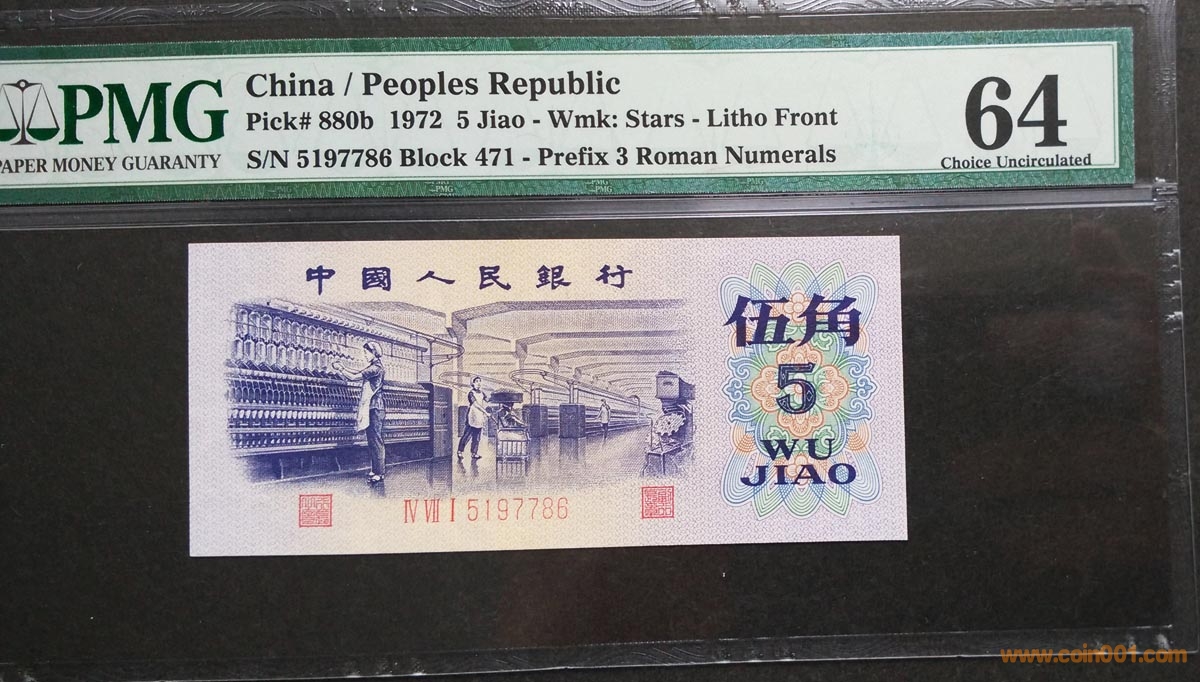 China / Peoples Republic
PMG
Pick# 880b 1972 5 Jiao - Wmk: Stars - Litho Front
PAPER MONEY GUARANTY
S/N 5197786 Block 471 - Prefix 3 Roman Numerals
64
Choice Uncirculated
中國人民銀行
伍角
5
WU
JIAO
IV VII I 5197786
www.coin001.com